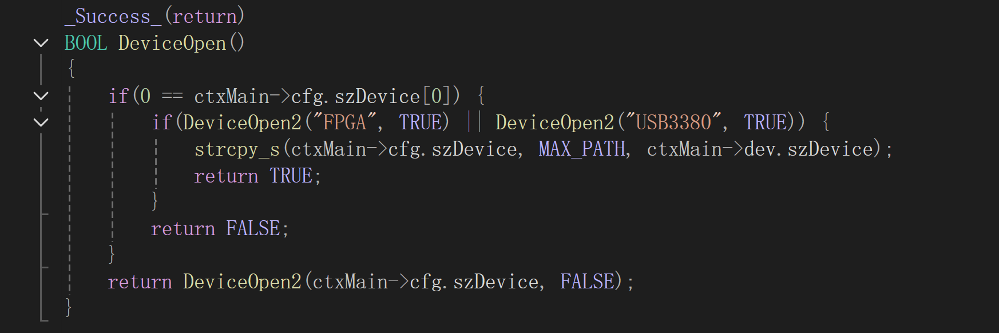 _Success_(return)
BOOL DeviceOpen()
{
    if(0 == ctxMain->cfg.szDevice[0]) {
        if(DeviceOpen2("FPGA", TRUE) || DeviceOpen2("USB3380", TRUE)) {
            strcpy_s(ctxMain->cfg.szDevice, MAX_PATH, ctxMain->dev.szDevice);
            return TRUE;
        }
        return FALSE;
    }
    return DeviceOpen2(ctxMain->cfg.szDevice, FALSE);
}